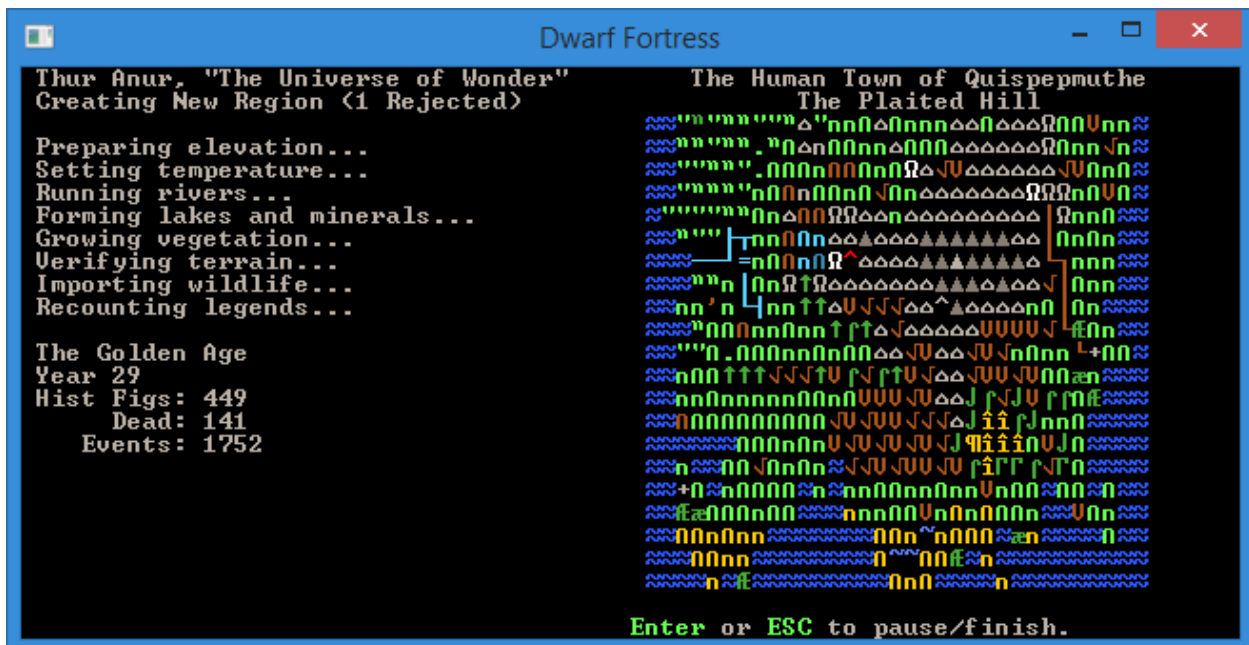 Dwarf Fortress
Thur Anur, "The Universe of Wonder"
Creating New Region (1 Rejected)
Preparing elevation...
Setting temperature...
Running rivers...
Forming lakes and minerals...
Growing vegetation...
Verifying terrain...
Importing wildlife...
Recounting legends...
The Golden Age
Year 29
Hist Figs: 449
Dead: 141
Events: 1752
The Human Town of Quispepmuthe
The Plaited Hill
Enter or ESC to pause/finish.